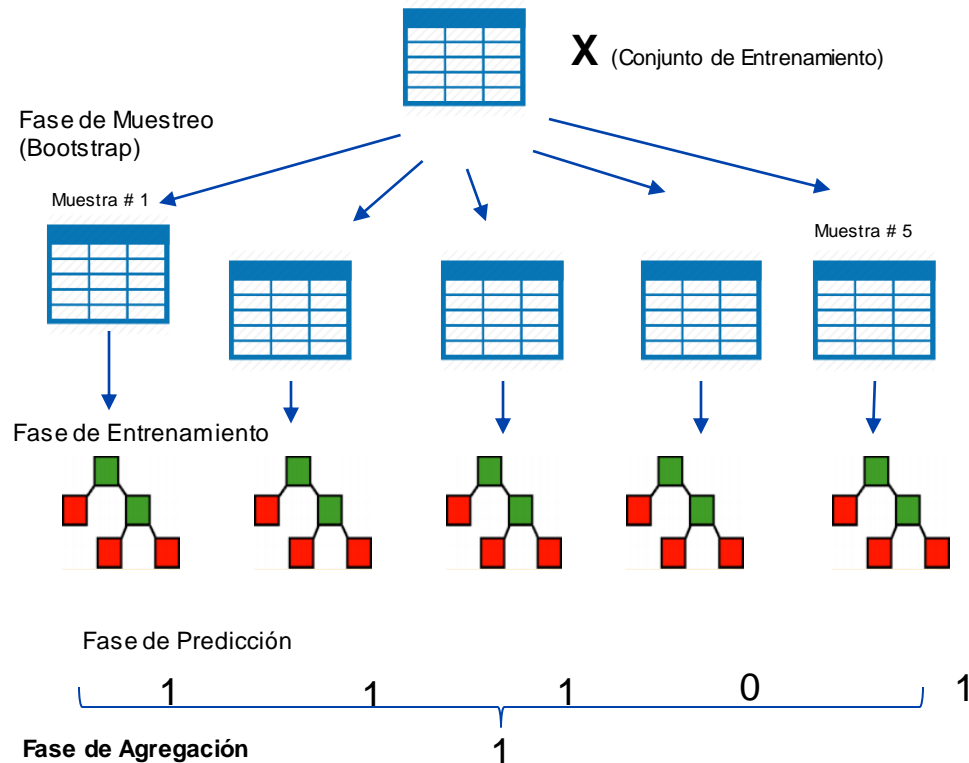 X (Conjunto de Entrenamiento)
Fase de Muestreo
(Bootstrap)
Muestra # 1
Muestra # 5
Fase de Entrenamiento
Fase de Predicción
1 1 1 0 1
Fase de Agregación 1